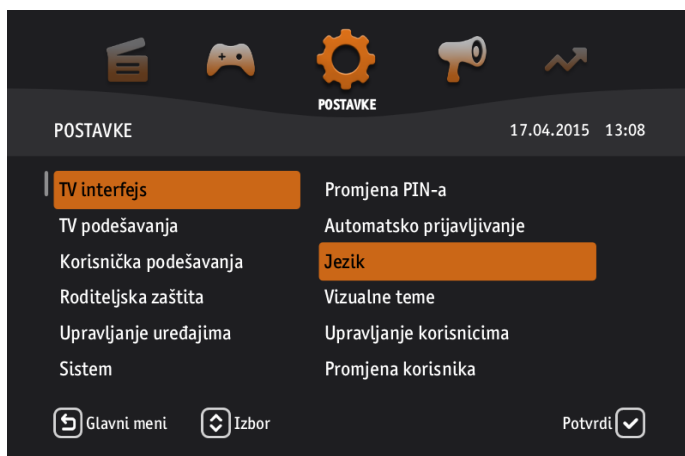 POSTAVKE
POSTAVKE
17.04.2015 13:08
TV interfejs
TV podešavanja
Korisnička podešavanja
Roditeljska zaštita
Upravljanje uređajima
Sistem
Promjena PIN-a
Automatsko prijavljivanje
Jezik
Vizualne teme
Upravljanje korisnicima
Promjena korisnika
Glavni meni
Izbor
Potvrdi